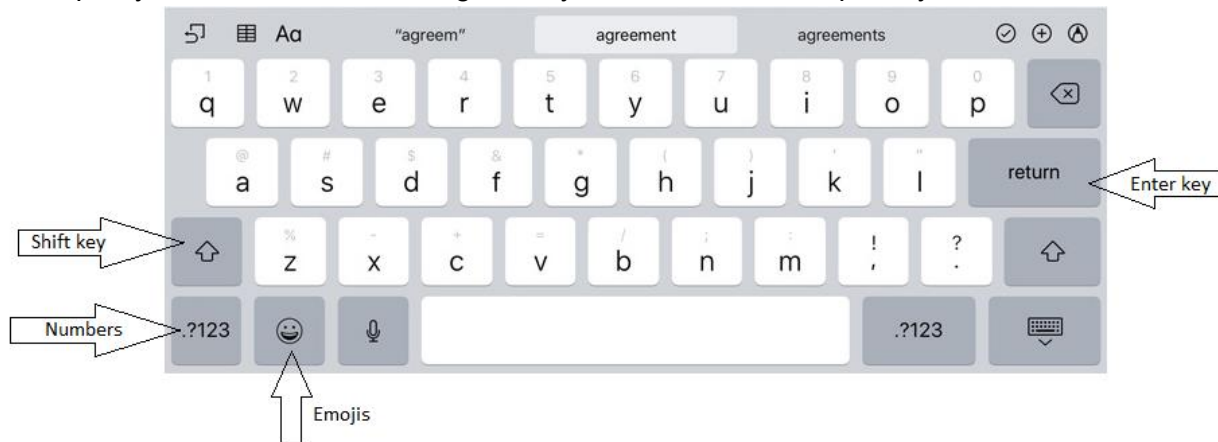 Aa "agreem" agreement agreements
1 2 3 4 5 6 7 8 9 0
q w e r t y u i o p
@ # $ & * ( ) ' "
a s d f g h j k l return Enter key
Shift key % - + = / ; : ! ?
z x c v b n m , .
Numbers .?123 .?123
Emojis